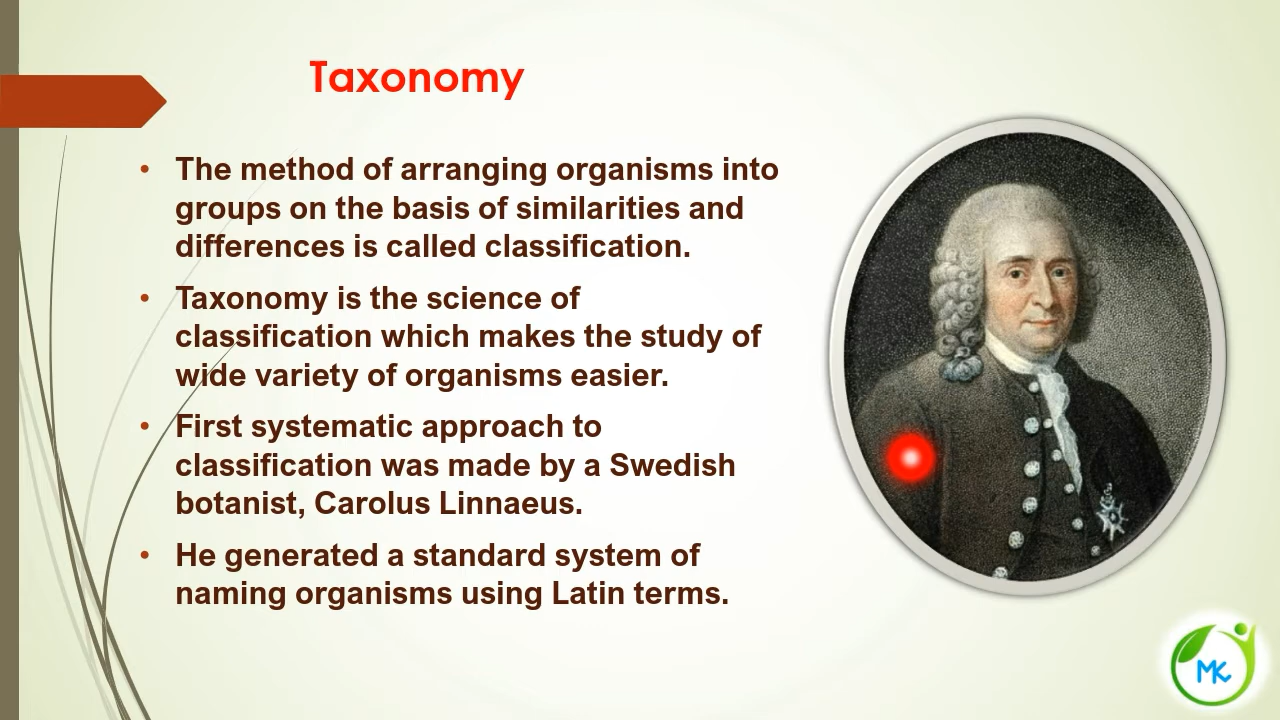 Taxonomy
• The method of arranging organisms into
groups on the basis of similarities and
differences is called classification.
• Taxonomy is the science of
classification which makes the study of
wide variety of organisms easier.
• First systematic approach to
classification was made by a Swedish
botanist, Carolus Linnaeus.
• He generated a standard system of
naming organisms using Latin terms.
MK